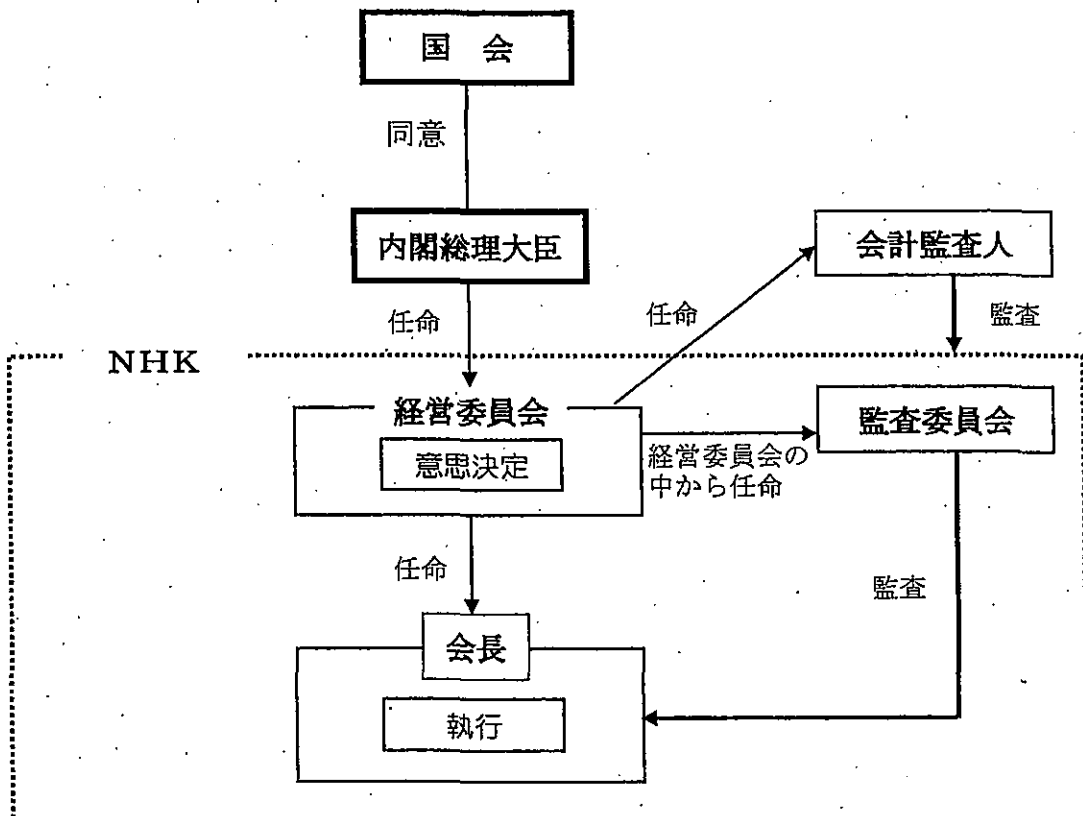 国 会
同意
内閣総理大臣
会計監査人
任命
任命
監査
NHK
経営委員会
監査委員会
意思決定
経営委員会の
中から任命
任命
監査
会長
執行